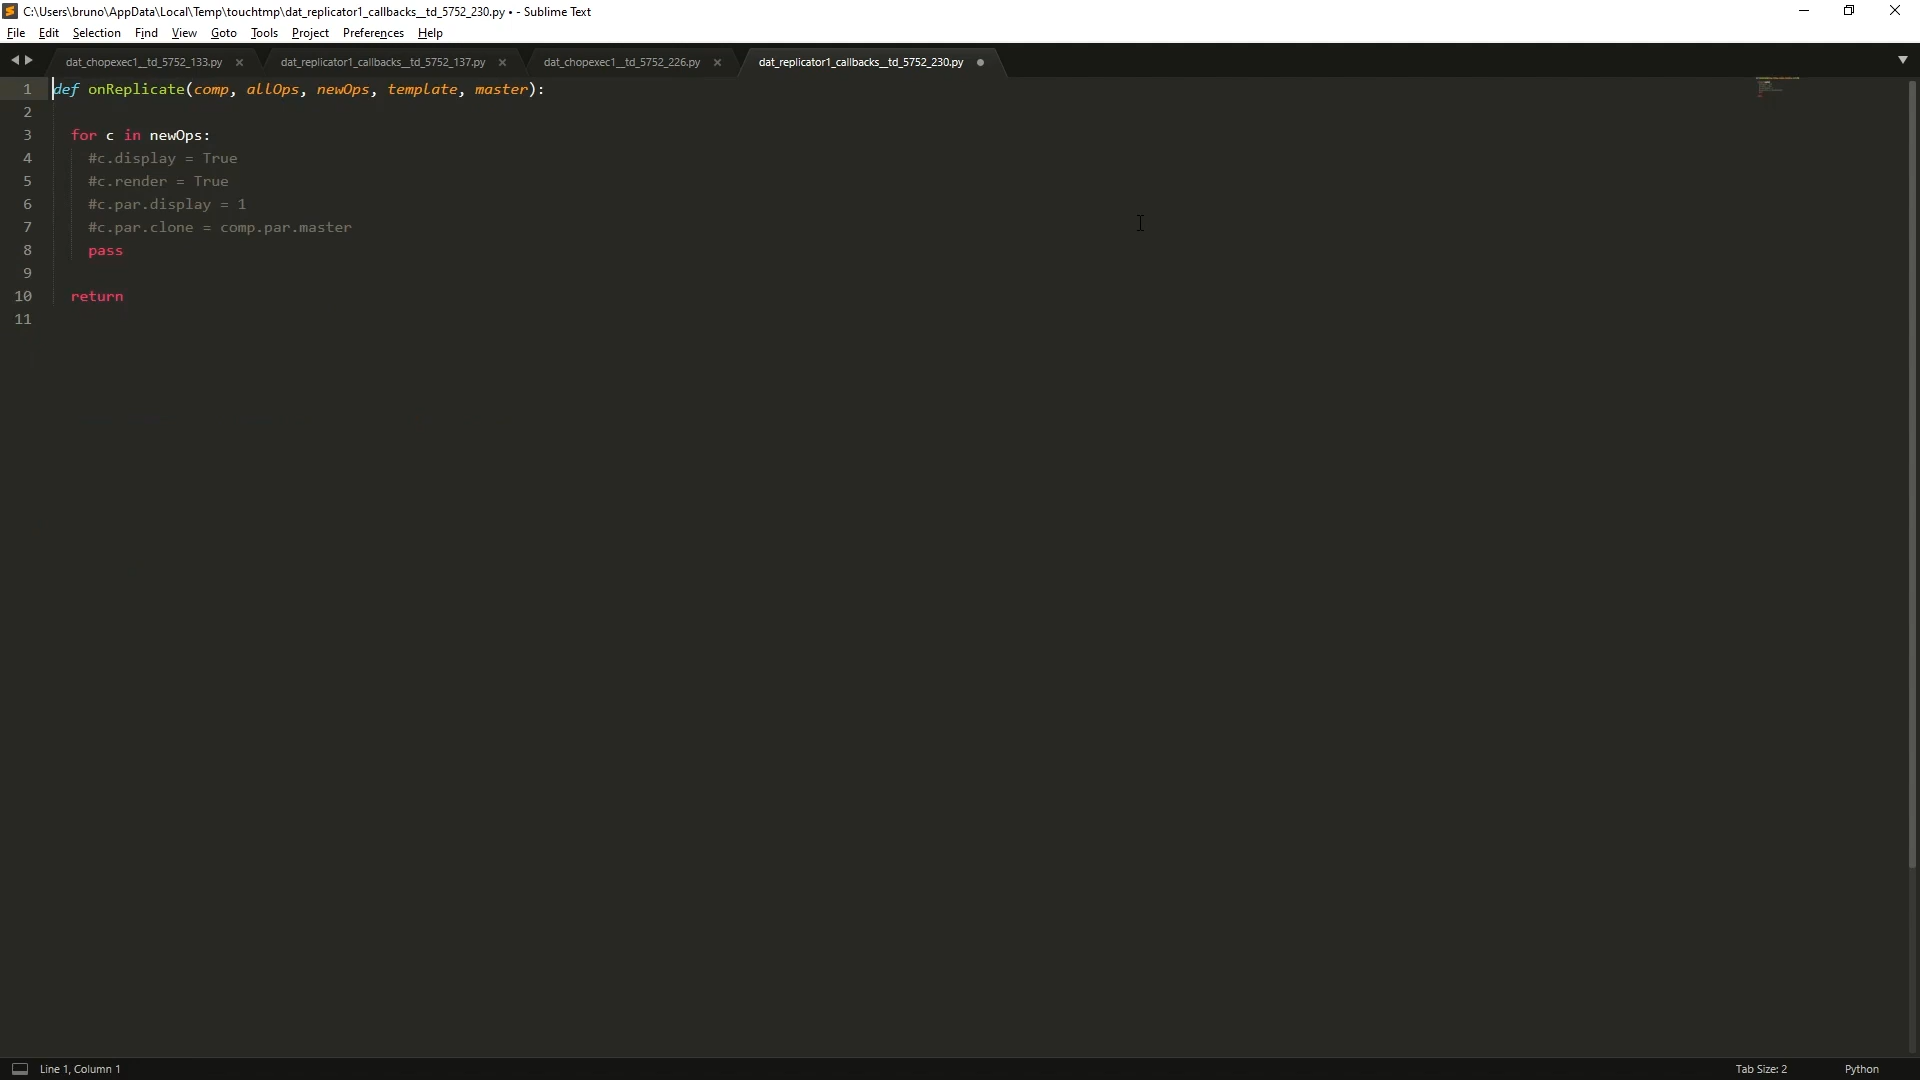 C:\Users\bruno\AppData\Local\Temp\touchtmp\dat_replicator1_callbacks__td_5752_230.py • - Sublime Text
File Edit Selection Find View Goto Tools Project Preferences Help
dat_chopexec1__td_5752_133.py × dat_replicator1_callbacks__td_5752_137.py × dat_chopexec1__td_5752_226.py × dat_replicator1_callbacks__td_5752_230.py
1 def onReplicate(comp, allOps, newOps, template, master):
2
3 for c in newOps:
4 #c.display = True
5 #c.render = True
6 #c.par.display = 1
7 #c.par.clone = comp.par.master
8 pass
9
10 return
11
Line 1, Column 1 Tab Size: 2 Python